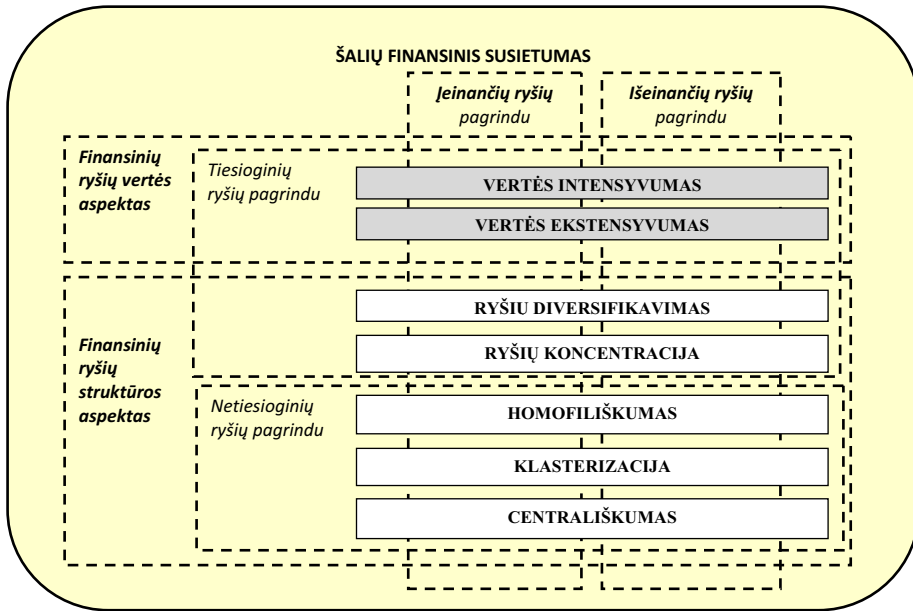 ŠALIŲ FINANSINIS SUSIETUMAS
Įeinančių ryšių
pagrindu
Išeinančių ryšių
pagrindu
Finansinių
ryšių vertės
aspektas
Tiesioginių
ryšių pagrindu
VERTĖS INTENSYVUMAS
VERTĖS EKSTENSYVUMAS
Finansinių
ryšių
struktūros
aspektas
RYŠIU DIVERSIFIKAVIMAS
RYŠIŲ KONCENTRACIJA
Netiesioginių
ryšių pagrindu
HOMOFILIŠKUMAS
KLASTERIZACIJA
CENTRALIŠKUMAS